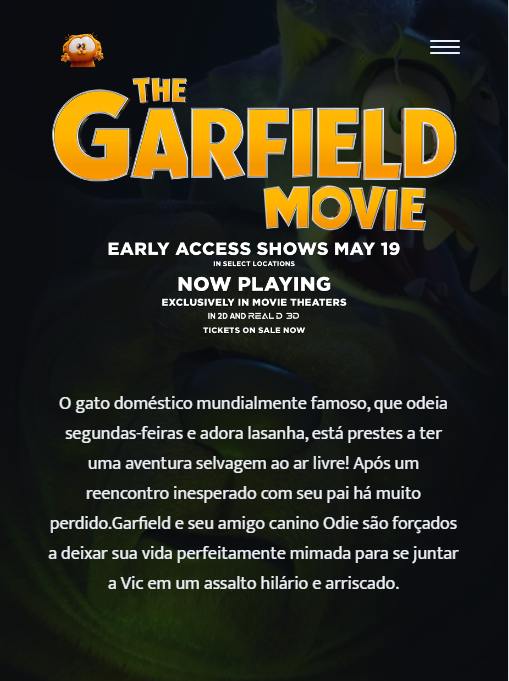 THE
GARFIELD
MOVIE
EARLY ACCESS SHOWS MAY 19
IN SELECT LOCATIONS
NOW PLAYING
EXCLUSIVELY IN MOVIE THEATERS
IN 2D AND REAL D 3D
TICKETS ON SALE NOW
O gato doméstico mundialmente famoso, que odeia
segundas-feiras e adora lasanha, está prestes a ter
uma aventura selvagem ao ar livre! Após um
reencontro inesperado com seu pai há muito
perdido.Garfield e seu amigo canino Odie são forçados
a deixar sua vida perfeitamente mimada para se juntar
a Vic em um assalto hilário e arriscado.